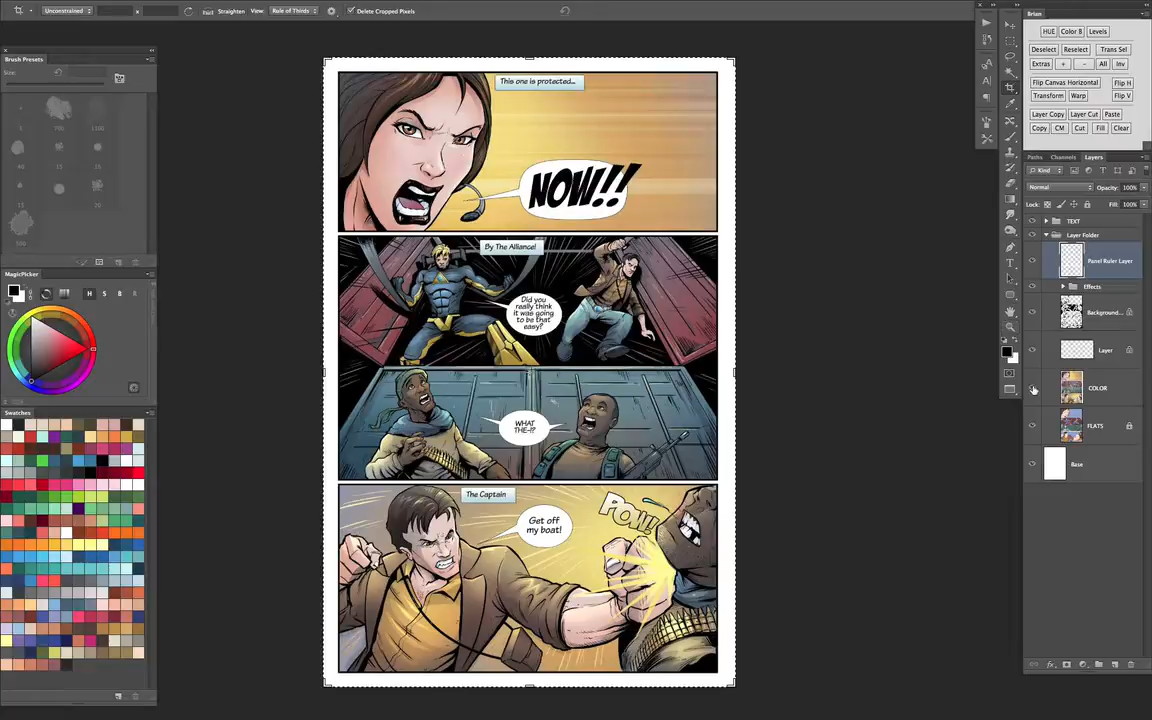 Unconstrained
x
Straighten
View:
Rule of Thirds
Delete Cropped Pixels
Brush Presets
Size:
MagicPicker
H
S
B
Swatches
This one is protected...
NOW!!
By The Alliance!
Did you
really think
it was going
to be that
easy?
WHAT
THE-!?
The Captain
Get off
my boat!
POW!!
Brian
HUE
Color B
Levels
Deselect
Reselect
Trans Sel
Extras
+
-
All
Inv
Flip Canvas Horizontal
Flip H
Transform
Warp
Flip V
Layer Copy
Layer Cut
Paste
Copy
CM
Cut
Fill
Clear
Paths
Channels
Layers
Kind
Normal
Opacity:
100%
Lock:
Fill:
100%
TEXT
Layer Folder
Panel Ruler Layer
Effects
Background...
Layer
COLOR
FLATS
Base